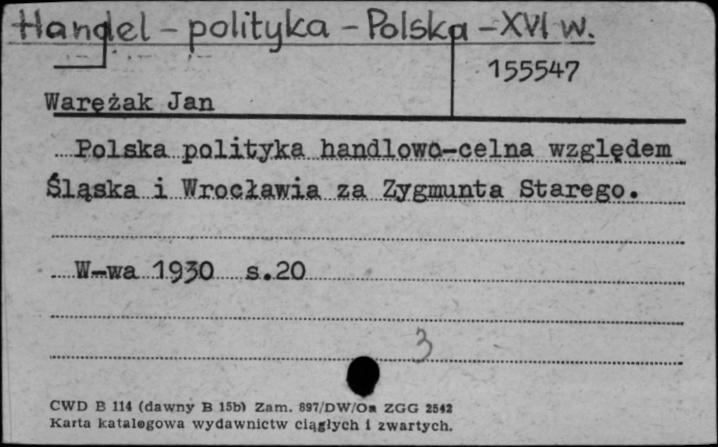 Handel - polityka - Polska - XVI w.
155547
Warężak Jan
Polska polityka handlowo-celna względem
Śląska i Wrocławia za Zygmunta Starego.
W-wa 1930 s.20
3
CWD B 114 (dawny B 15b) Zam. 897/DW/Oa ZGG 2542
Karta katalogowa wydawnictw ciągłych i zwartych.